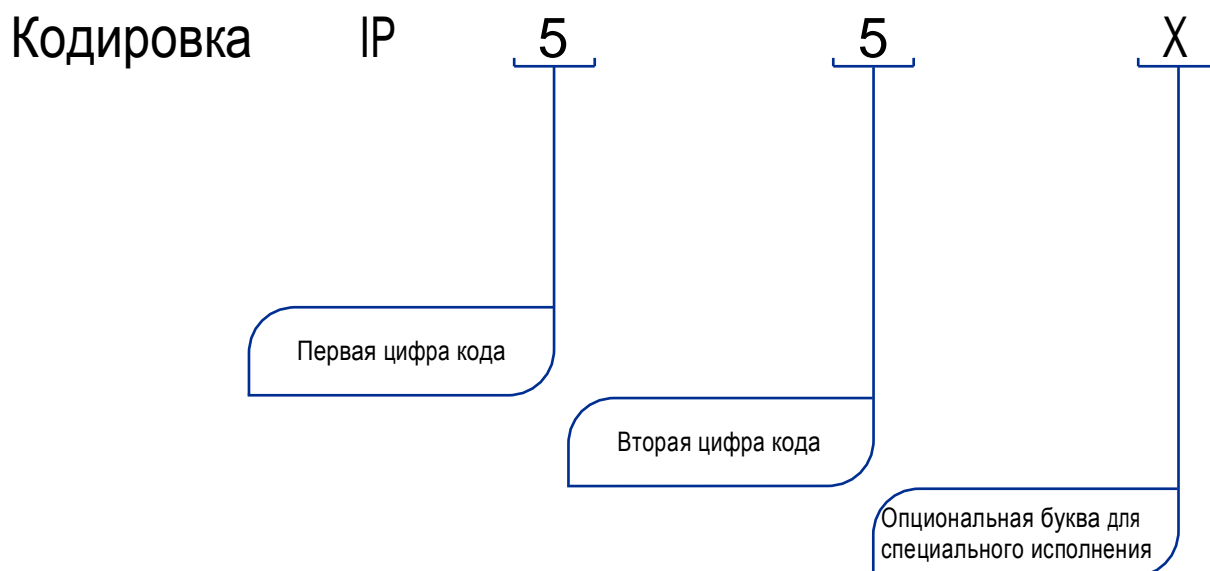 Кодировка IP 5 5 X
Первая цифра кода
Вторая цифра кода
Опциональная буква для
специального исполнения